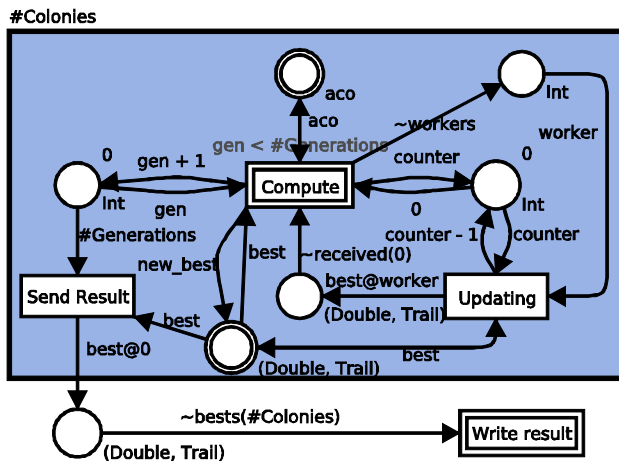 #Colonies
aco
Int
aco
~workers
worker
gen < #Generations
0
gen + 1
counter
0
Compute
Int
gen
0
Int
#Generations
counter - 1
counter
new_best
best
~received(0)
best@worker
Send Result
Updating
best
(Double, Trail)
best@0
(Double, Trail)
best
~bests(#Colonies)
Write result
(Double, Trail)